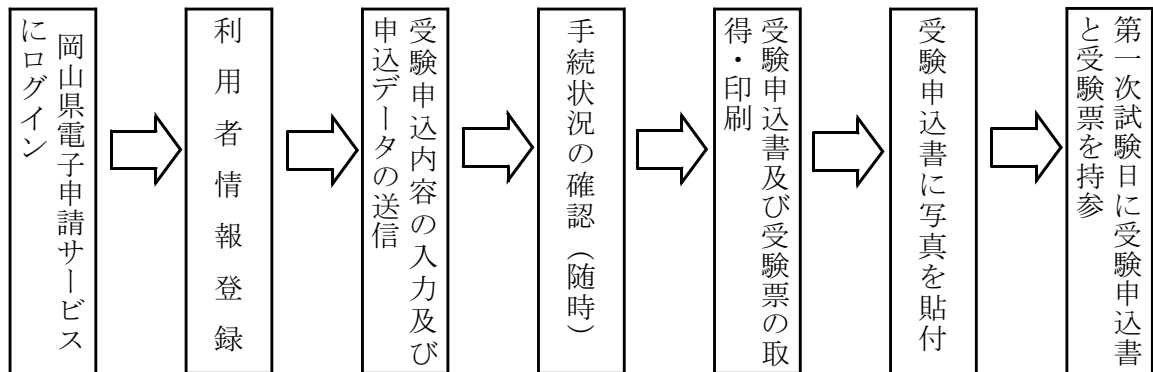 岡山県電子申請サービス
にログイン
利用者情報登録
受験申込内容の入力及び
申込データの送信
手続状況の確認（随時）
受験申込書及び受験票の取
得・印刷
受験申込書に写真を貼付
第一次試験日に受験申込書
と受験票を持参